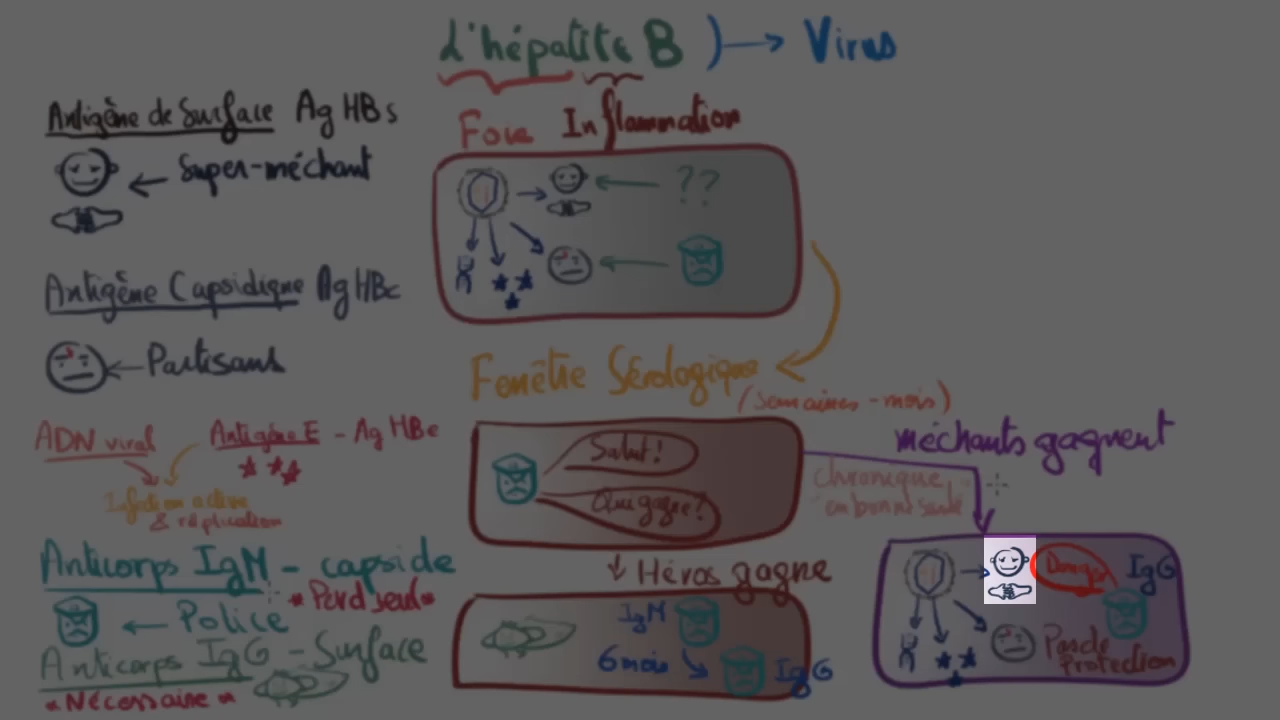 L'hépatite B ) → Virus
Foie Inflammation
Antigène de Surface Ag HBs
← Super-méchant
→ ← ??
Antigène Capsidique Ag HBc
← Partisans
Fenêtre Sérologique
(semaines - mois)
ADN viral Antigène E - Ag HBe
Infection active
& réplication
Salut!
Qui gagne?
méchants gagnent
chronique
en bonne santé
Anticorps IgM - capside
* Perd seul *
← Police
Anticorps IgG - Surface
"Nécessaire"
↓ Héros gagne
IgM
6 mois IgG
Danger IgG
Pas de
Protection